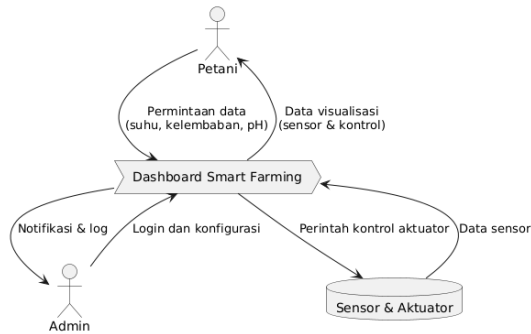 Petani
Permintaan data
(suhu, kelembaban, pH)
Data visualisasi
(sensor & kontrol)
Dashboard Smart Farming
Notifikasi & log
Login dan konfigurasi
Perintah kontrol aktuator
Data sensor
Admin
Sensor & Aktuator